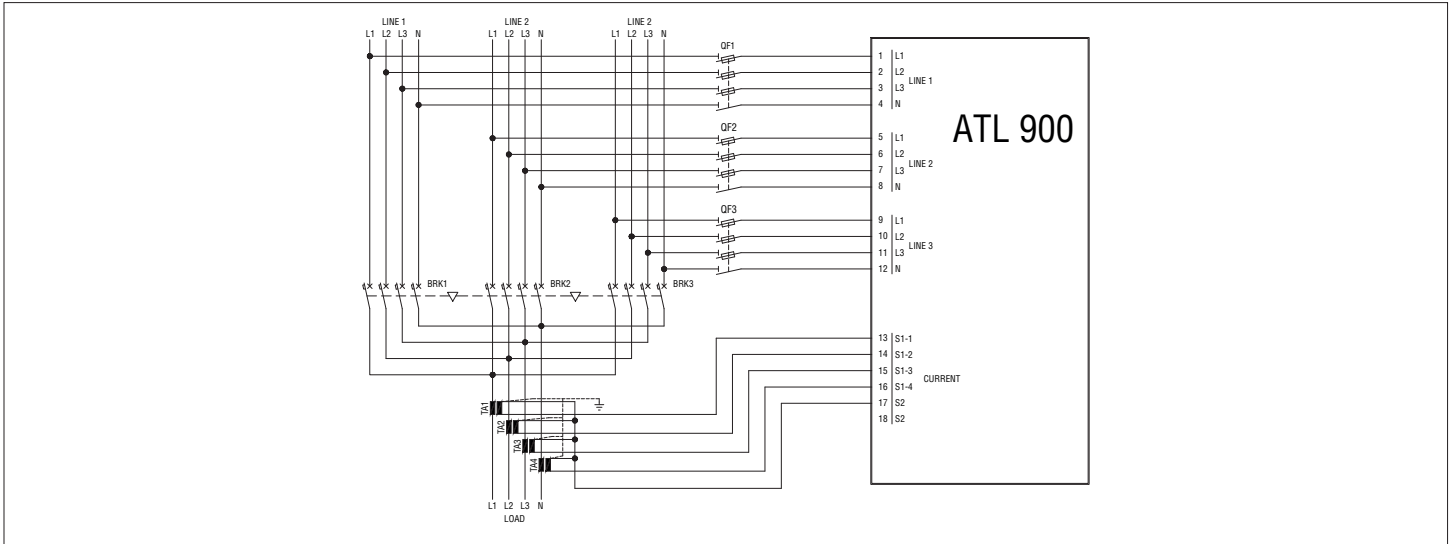 LINE 1 LINE 2 LINE 2
L1 L2 L3 N L1 L2 L3 N L1 L2 L3 N
QF1
1 L1
2 L2
3 L3
4 N
LINE 1
ATL 900
QF2
5 L1
6 L2
7 L3
8 N
LINE 2
QF3
9 L1
10 L2
11 L3
12 N
LINE 3
BRK1 BRK2 BRK3
13 S1-1
14 S1-2
15 S1-3
16 S1-4
17 S2
18 S2
CURRENT
TA1
TA2
TA3
TA4
L1 L2 L3 N
LOAD